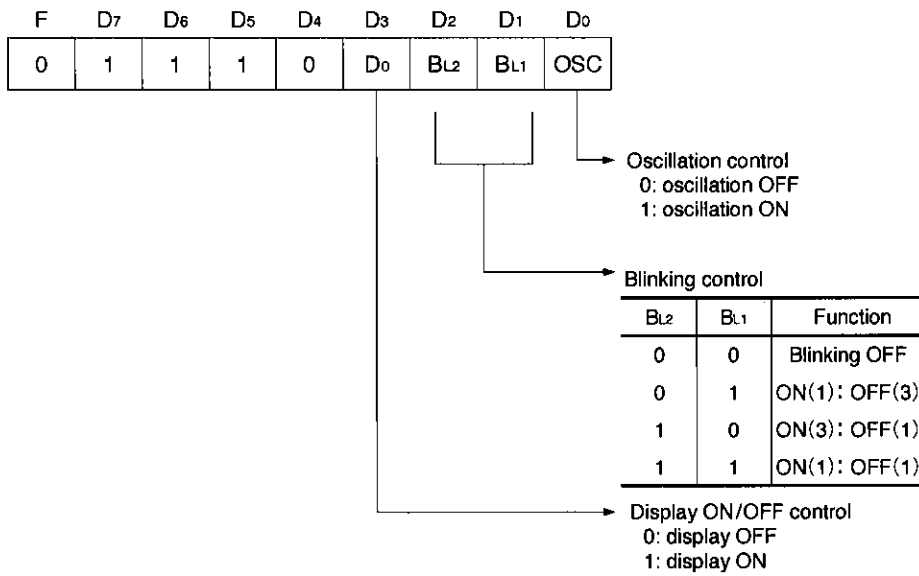 F D7 D6 D5 D4 D3 D2 D1 D0
0 1 1 1 0 D0 BL2 BL1 OSC
Oscillation control
0: oscillation OFF
1: oscillation ON
Blinking control
BL2 BL1 Function
0 0 Blinking OFF
0 1 ON(1): OFF(3)
1 0 ON(3): OFF(1)
1 1 ON(1): OFF(1)
Display ON/OFF control
0: display OFF
1: display ON